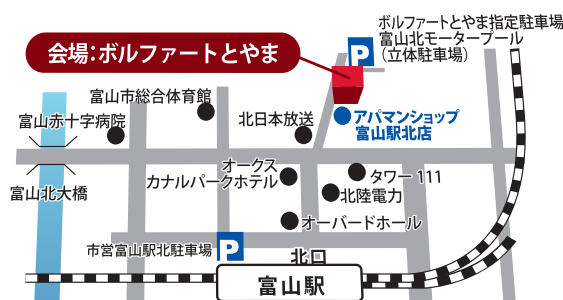 ボルファートとやま指定駐車場
富山北モータープール
（立体駐車場）
P
会場：ボルファートとやま
富山市総合体育館
北日本放送
アパマンショップ
富山駅北店
富山赤十字病院
オークス
カナルパークホテル
タワー 111
富山北大橋
北陸電力
オーバードホール
市営富山駅北駐車場
P
北口
富山駅